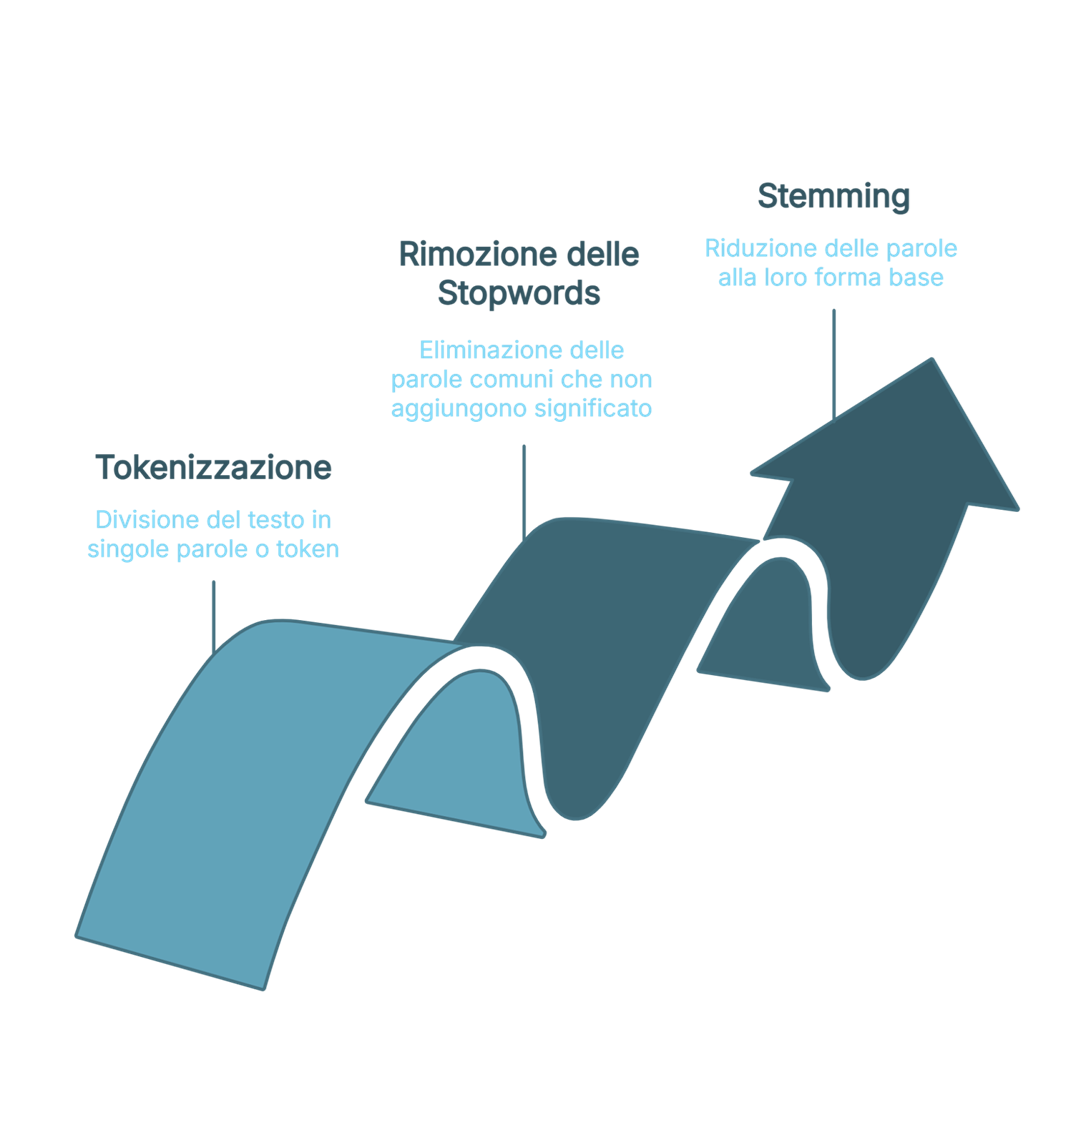 Stemming
Riduzione delle parole
alla loro forma base
Rimozione delle
Stopwords
Eliminazione delle
parole comuni che non
aggiungono significato
Tokenizzazione
Divisione del testo in
singole parole o token